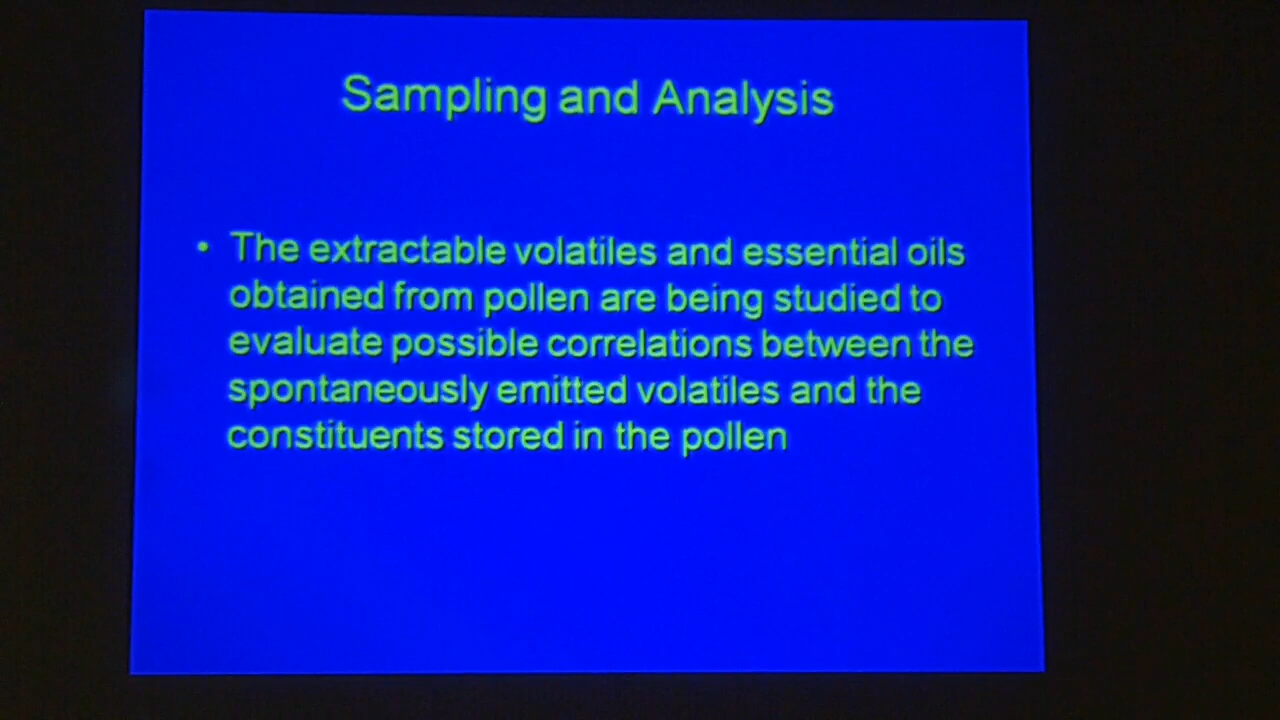 Sampling and Analysis
• The extractable volatiles and essential oils
obtained from pollen are being studied to
evaluate possible correlations between the
spontaneously emitted volatiles and the
constituents stored in the pollen